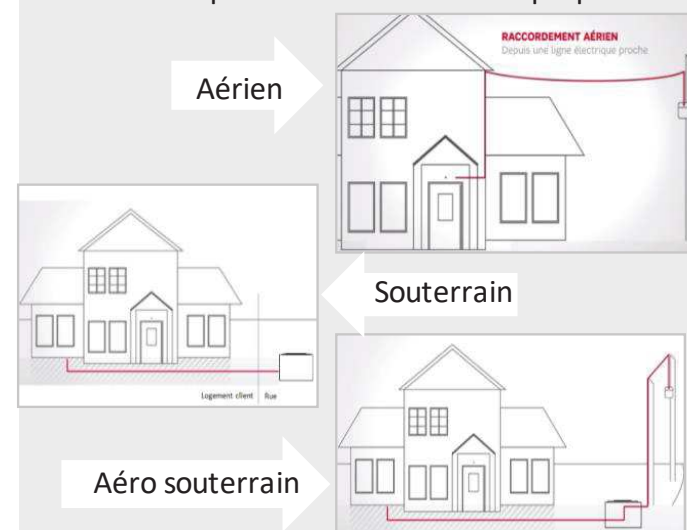 RACCORDEMENT AÉRIEN
Depuis une ligne électrique proche
Aérien
Souterrain
Logement client Rue
Aéro souterrain